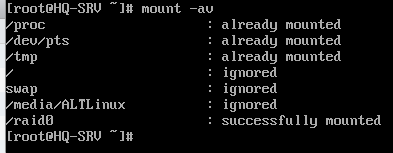 [root@HQ-SRV ~]# mount -av
/proc                    : already mounted
/dev/pts                 : already mounted
/tmp                     : already mounted
/                        : ignored
swap                     : ignored
/media/ALTLinux          : ignored
/raid0                   : successfully mounted
[root@HQ-SRV ~]#